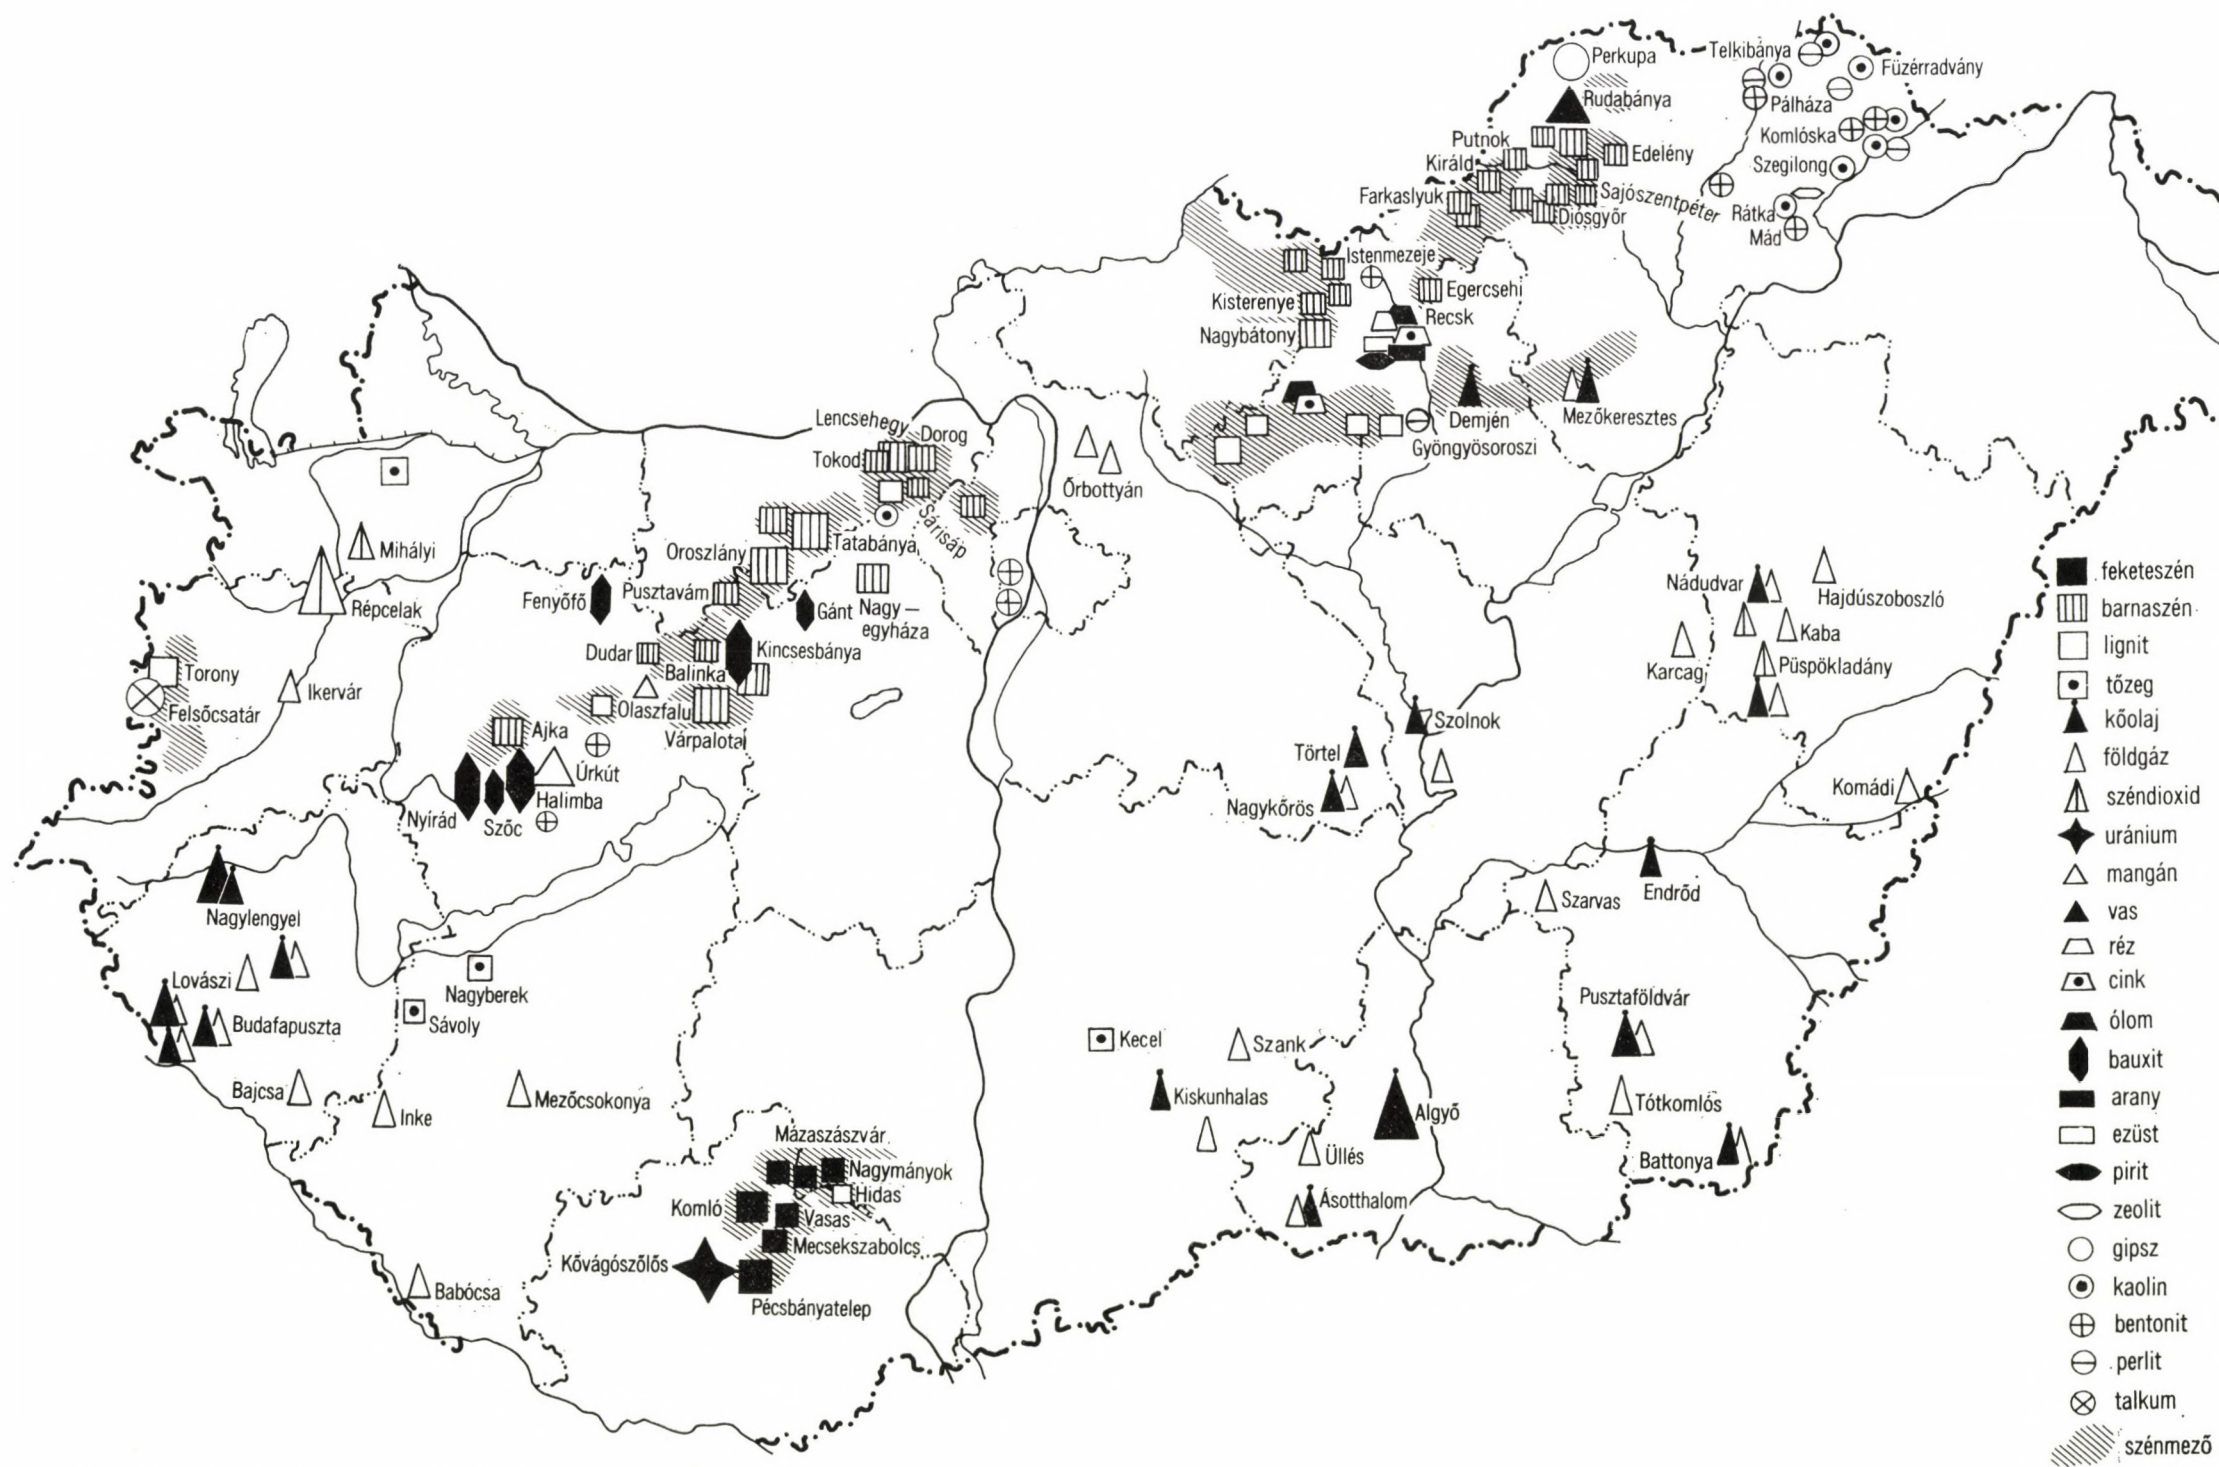 Perkupa
Telkibánya
Füzérradvány
Rudabánya
Pálháza
Putnok
Komlóska
Királd
Edelény
Szegilong
Farkaslyuk
Sajószentpéter
Diósgyőr
Rátka
Mád
Istenmezeje
Egercsehi
Kisterenye
Recsk
Nagybátony
Lencsehegy
Dorog
Tokod
Demjén
Mezőkeresztes
Gyöngyösoroszi
Őrbottyán
Sárisáp
Mihályi
Oroszlány
Tatabánya
Répcelak
Fenyőfő
Pusztavám
Gánt
Nagy—
egyháza
Nádudvar
Hajdúszoboszló
Kaba
Karcag
Püspökladány
Dudar
Balinka
Kincsesbánya
Torony
Ikervár
Felsőcsatár
Olaszfalu
Ajka
Várpalota
Szolnok
Törtel
Úrkút
Halimba
Nyírád
Szőc
Nagykőrös
Komádi
Nagylengyel
Szarvas
Endrőd
Lovászi
Nagyberek
Budafapuszta
Sávoly
Pusztaföldvár
Kecel
Szank
Bajcsa
Inke
Mezőcsokonya
Kiskunhalas
Algyő
Tótkomlós
Mázaszászvár
Üllés
Battonya
Nagymányok
Hidas
Komló
Vasas
Ásotthalom
Mecsekszabolcs
Kővágószőlős
Babócsa
Pécsbányatelep
feketeszén
barnaszén
lignit
tőzeg
kőolaj
földgáz
széndioxid
uránium
mangán
vas
réz
cink
ólom
bauxit
arany
ezüst
pirit
zeolit
gipsz
kaolin
bentonit
perlit
talkum
szénmező